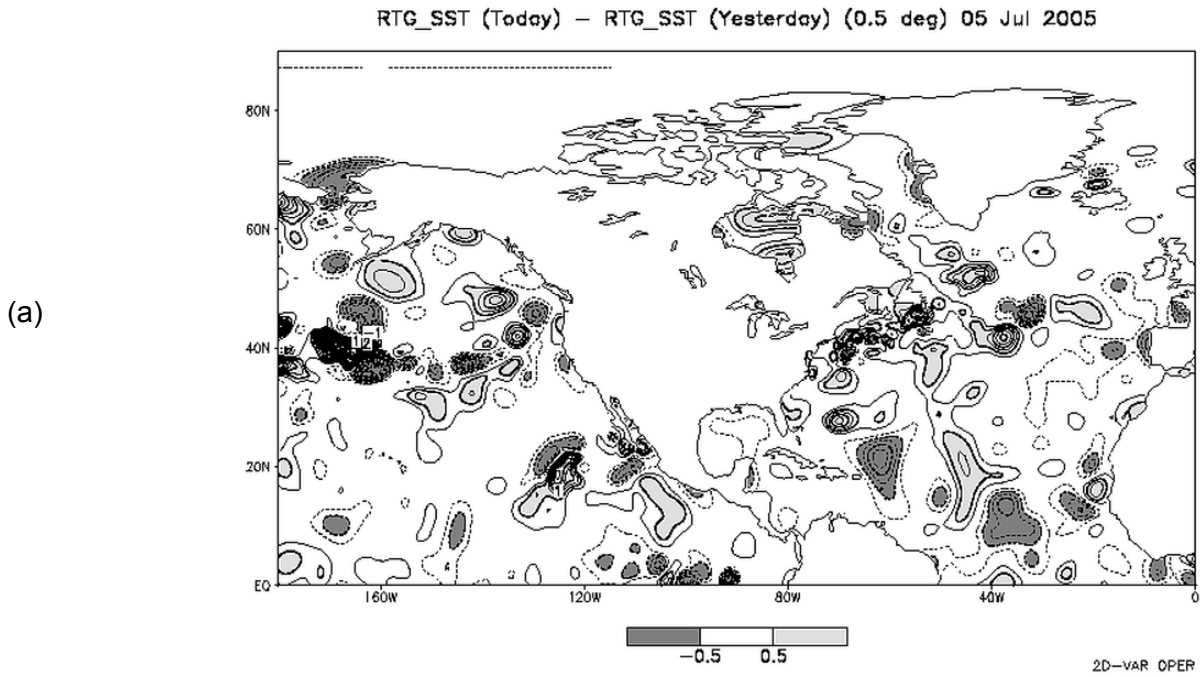 RTG_SST (Today) – RTG_SST (Yesterday) (0.5 deg) 05 Jul 2005
80N
60N
(a)
40N
20N
EQ
160W
120W
80W
40W
0
-0.5
0.5
2D-VAR OPER